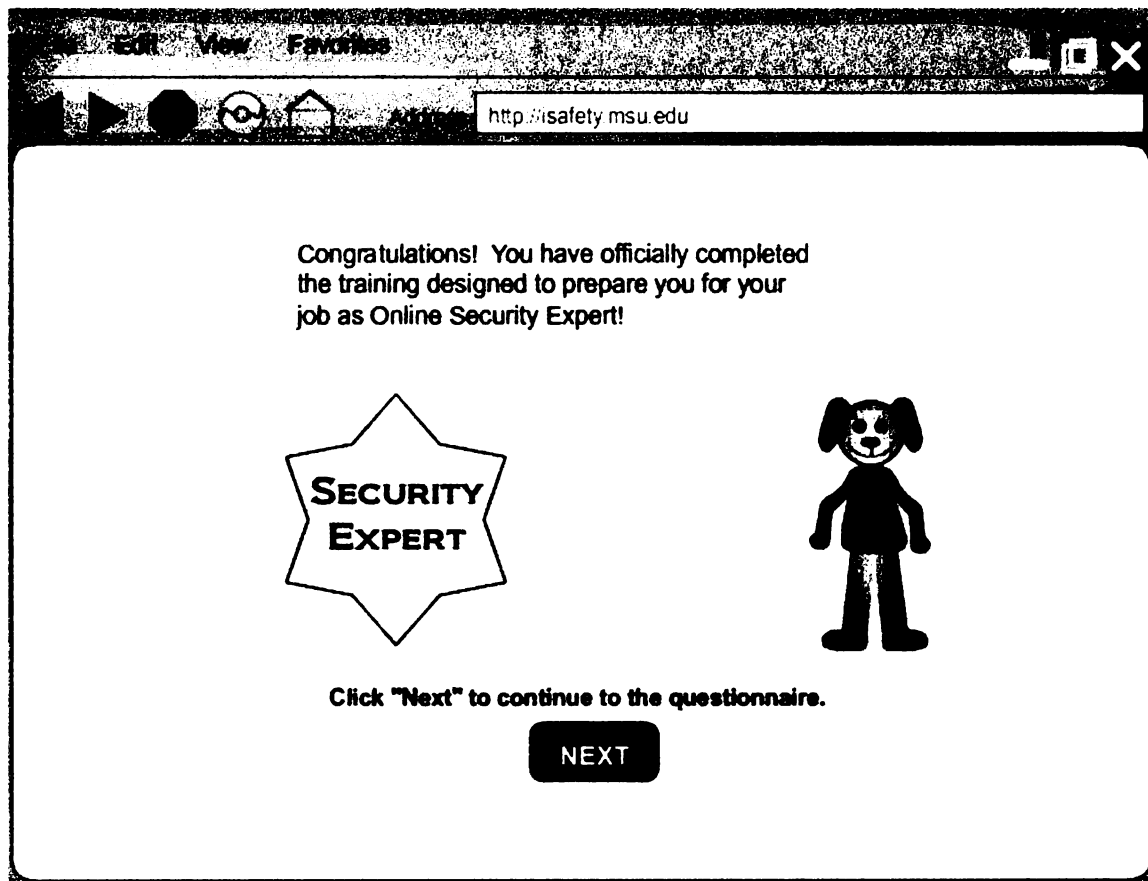 Edit View Favorites
http://isafety.msu.edu
Congratulations! You have officially completed
the training designed to prepare you for your
job as Online Security Expert!
SECURITY
EXPERT
Click "Next" to continue to the questionnaire.
NEXT